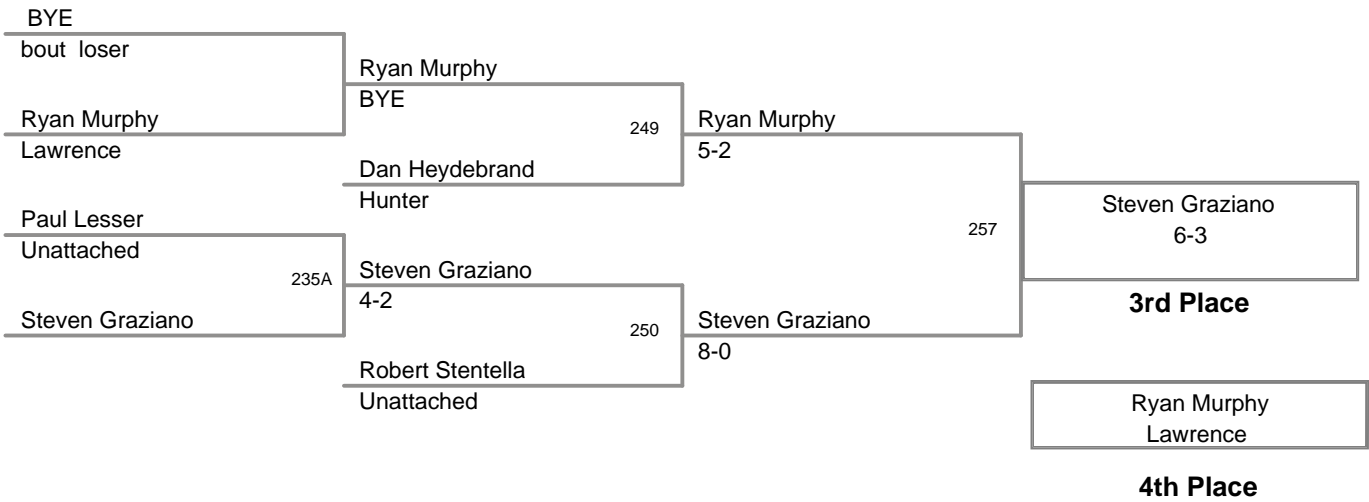 BYE
bout loser
Ryan Murphy
BYE
Ryan Murphy
Lawrence
249
Ryan Murphy
5-2
Dan Heydebrand
Hunter
Paul Lesser
Unattached
235A
Steven Graziano
4-2
Steven Graziano
250
Steven Graziano
8-0
Robert Stentella
Unattached
257
Steven Graziano
6-3
3rd Place
Ryan Murphy
Lawrence
4th Place